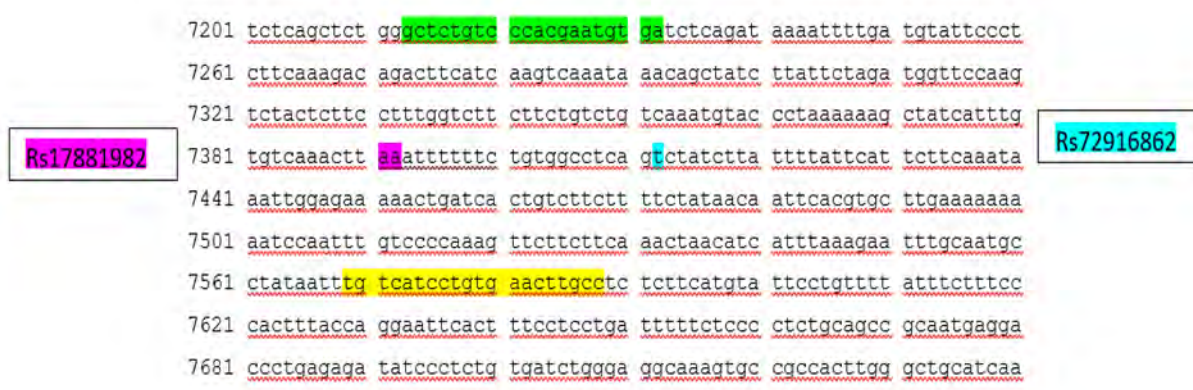 7201 tctcagctct gggctctgtc ccacgaatgt gatctcagat aaaattttga tgtattccct
7261 cttcaaagac agacttcatc aagtcaaata aacagctatc ttattctaga tggttccaag
7321 tctactcttc ctttggtctt cttctgtctg tcaaatgtac cctaaaaaag ctatcatttg
Rs17881982
7381 tgtcaaactt aaattttttc tgtggcctca gtctatctta ttttattcat tcttcaaata
Rs72916862
7441 aattggagaa aaactgatca ctgtcttctt ttctataaca attcacgtgc ttgaaaaaaa
7501 aatccaattt gtccccaaag ttcttcttca aactaacatc atttaaagaa tttgcaatgc
7561 ctataatttg tcatcctgtg aacttgcctc tcttcatgta ttcctgtttt atttctttcc
7621 cactttacca ggaattcact ttcctcctga tttttctccc ctctgcagcc gcaatgagga
7681 ccctgagaga tatccctctg tgatctggga ggcaaagtgc cgccacttgg gctgcatcaa